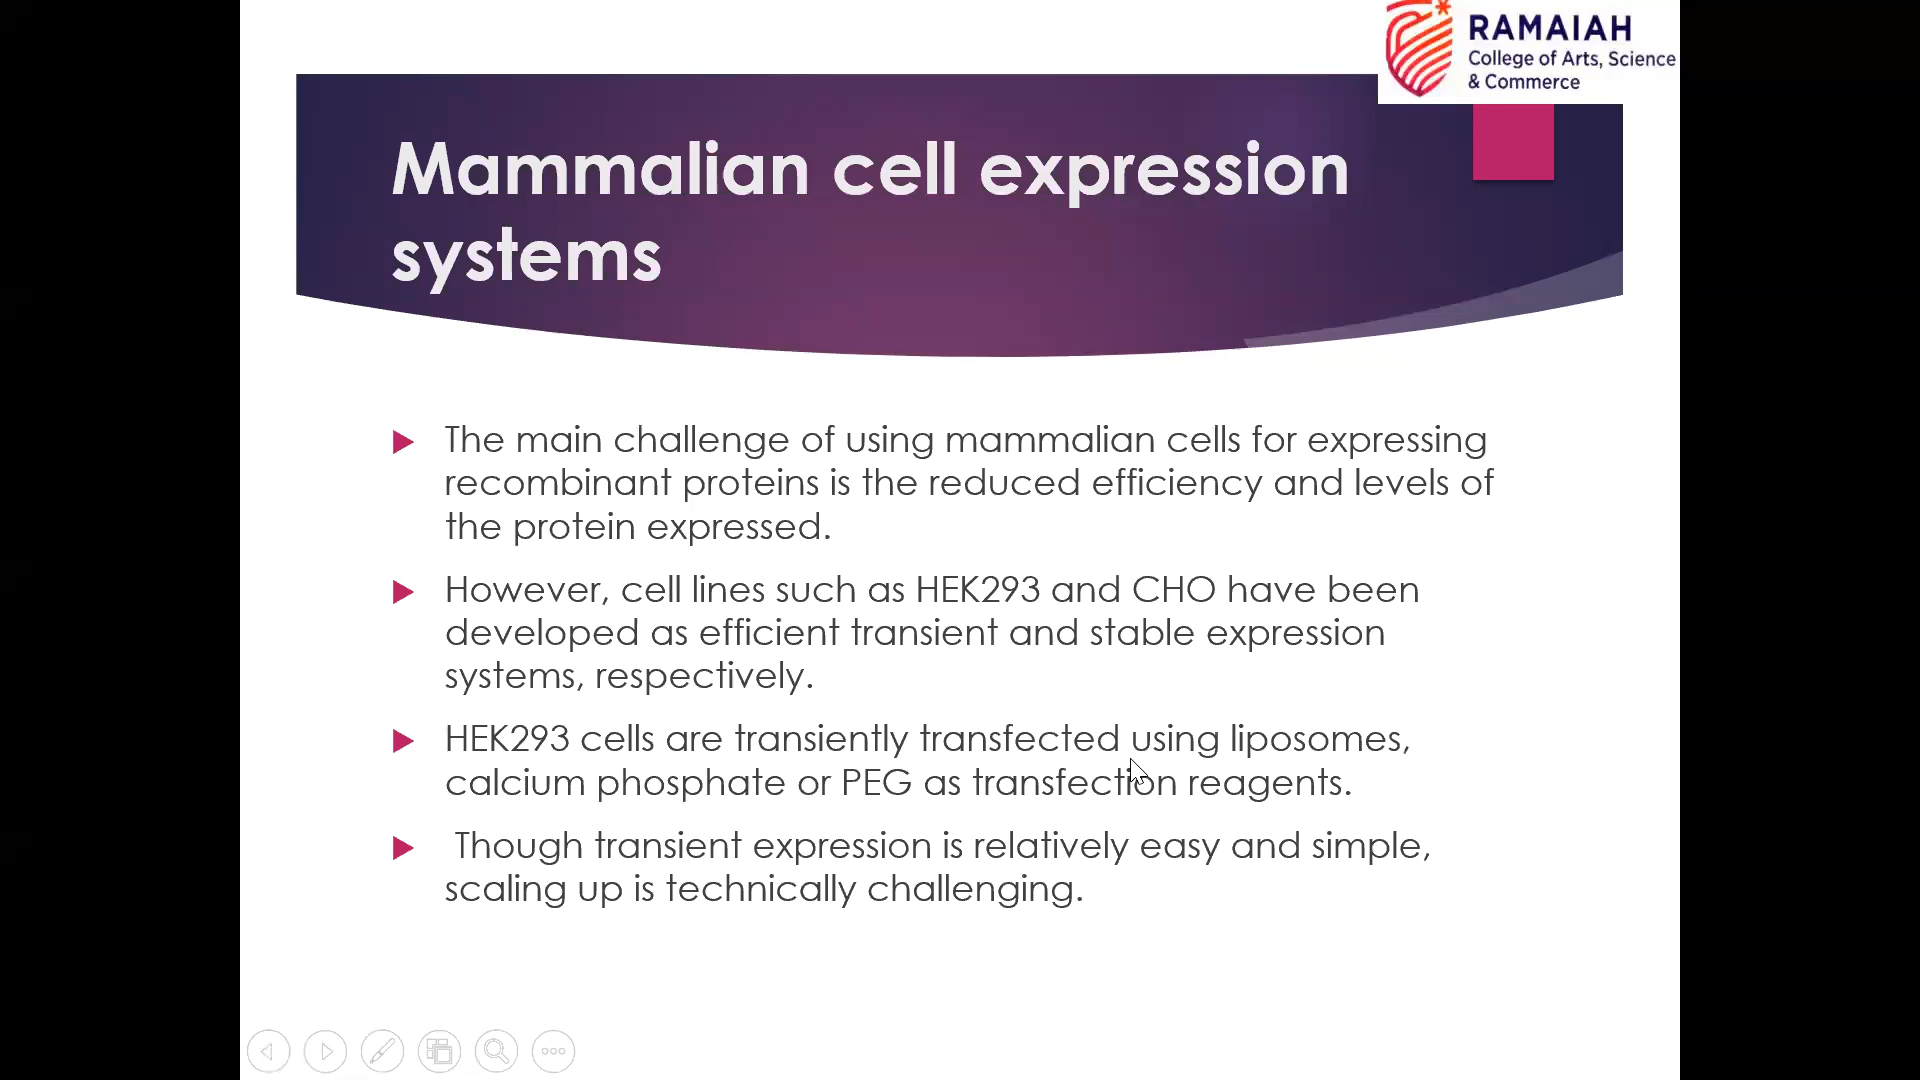 RAMAIAH
College of Arts, Science
& Commerce
Mammalian cell expression
systems
The main challenge of using mammalian cells for expressing
recombinant proteins is the reduced efficiency and levels of
the protein expressed.
However, cell lines such as HEK293 and CHO have been
developed as efficient transient and stable expression
systems, respectively.
HEK293 cells are transiently transfected using liposomes,
calcium phosphate or PEG as transfection reagents.
Though transient expression is relatively easy and simple,
scaling up is technically challenging.